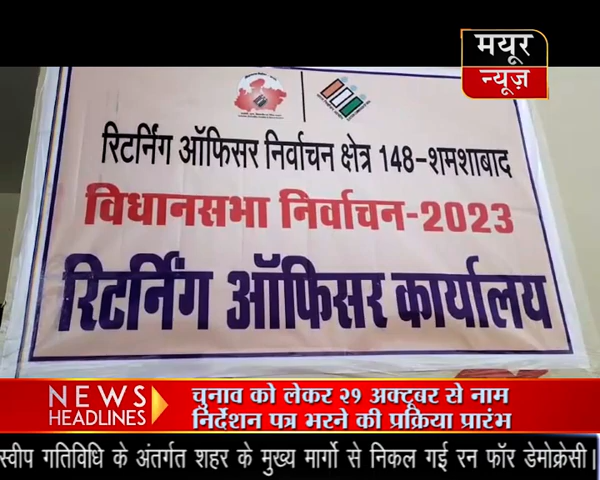 मयूर
न्यूज़
रिटर्निंग ऑफिसर निर्वाचन क्षेत्र 148-शमशाबाद
विधानसभा निर्वाचन-2023
रिटर्निंग ऑफिसर कार्यालय
NEWS
HEADLINES
चुनाव को लेकर २१ अक्टूबर से नाम
निर्देशन पत्र भरने की प्रक्रिया प्रारंभ
स्वीप गतिविधि के अंतर्गत शहर के मुख्य मार्गो से निकल गई रन फॉर डेमोक्रेसी।